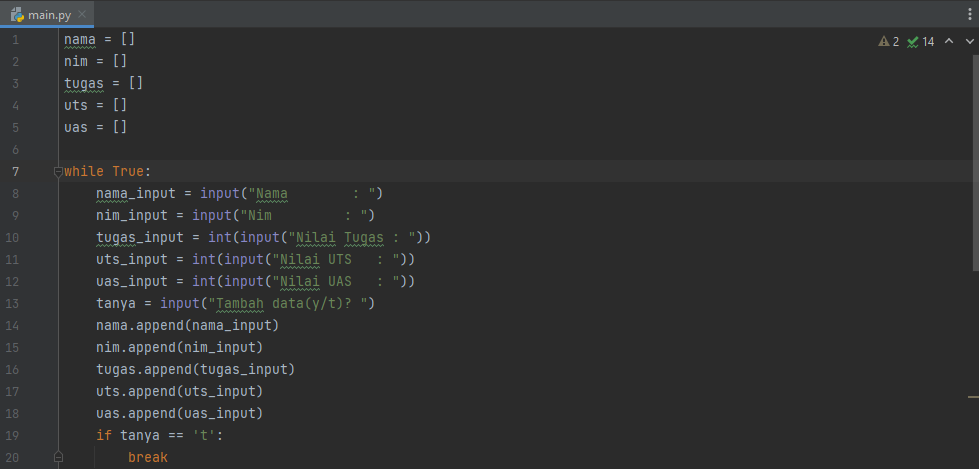 main.py
2 14
1 nama = []
2 nim = []
3 tugas = []
4 uts = []
5 uas = []
6
7 while True:
8     nama_input = input("Nama        : ")
9     nim_input = input("Nim         : ")
10     tugas_input = int(input("Nilai Tugas : "))
11     uts_input = int(input("Nilai UTS   : "))
12     uas_input = int(input("Nilai UAS   : "))
13     tanya = input("Tambah data(y/t)? ")
14     nama.append(nama_input)
15     nim.append(nim_input)
16     tugas.append(tugas_input)
17     uts.append(uts_input)
18     uas.append(uas_input)
19     if tanya == 't':
20         break